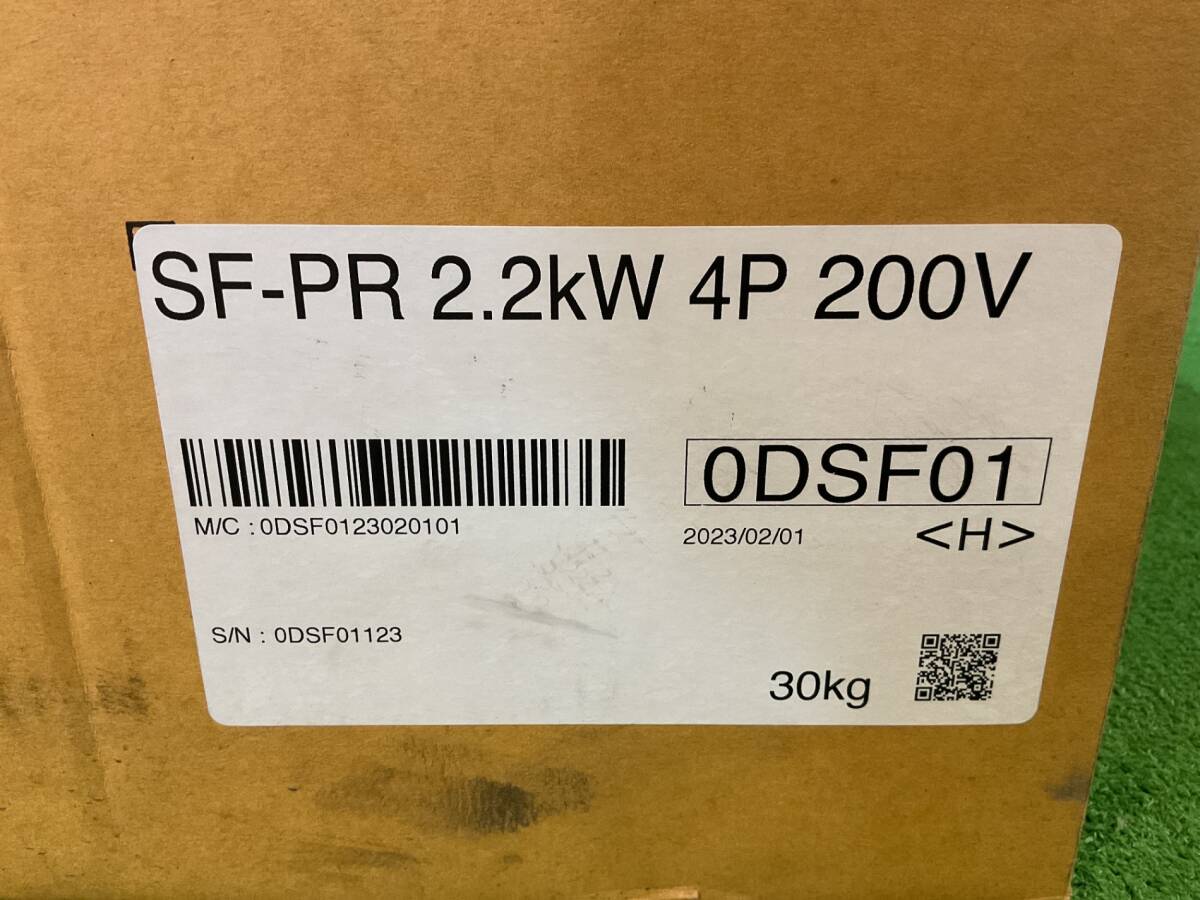 SF-PR 2.2kW 4P 200V
0DSF01
M/C : 0DSF0123020101
2023/02/01 <H>
S/N : 0DSF01123
30kg